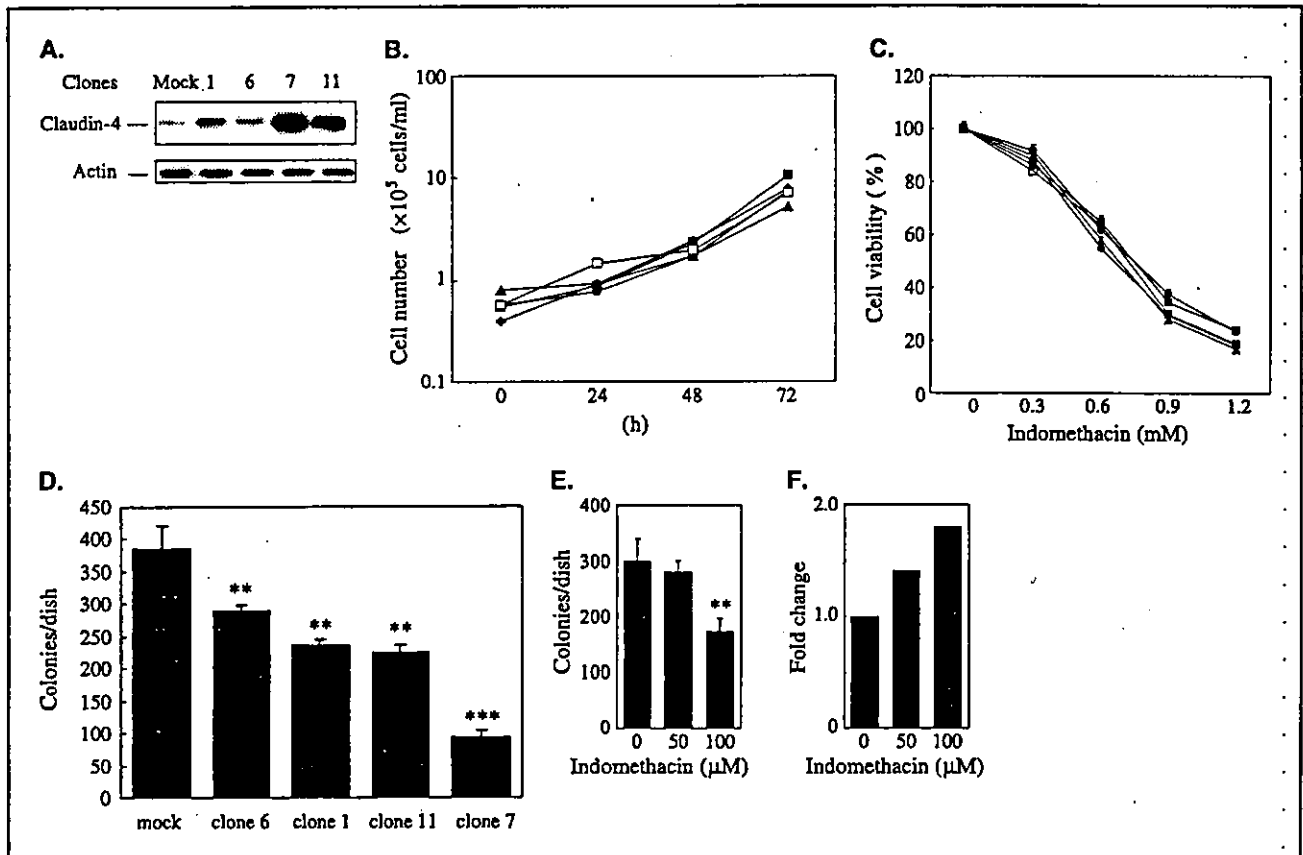 A.
Clones Mock 1 6 7 11
Claudin-4
Actin
B.
Cell number (×10⁵ cells/ml)
100
10
1
0.1
0 24 48 72
(h)
C.
Cell viability (%)
120
100
80
60
40
20
0
0 0.3 0.6 0.9 1.2
Indomethacin (mM)
D.
Colonies/dish
450
400
350
300
250
200
150
100
50
0
**
**
**
***
mock clone 6 clone 1 clone 11 clone 7
E.
Colonies/dish
400
300
200
100
0
**
0 50 100
Indomethacin (μM)
F.
Fold change
2.0
1.0
0
0 50 100
Indomethacin (μM)